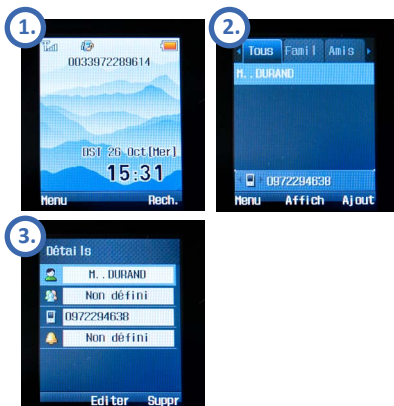 1.
0033972289614
DST 26 Oct[Mer]
15:31
Menu Rech.
2.
Tous Famil Amis
M..DURAND
0972294638
Menu Affich Ajout
3.
Détails
M..DURAND
Non défini
0972294638
Non défini
Editer Suppr